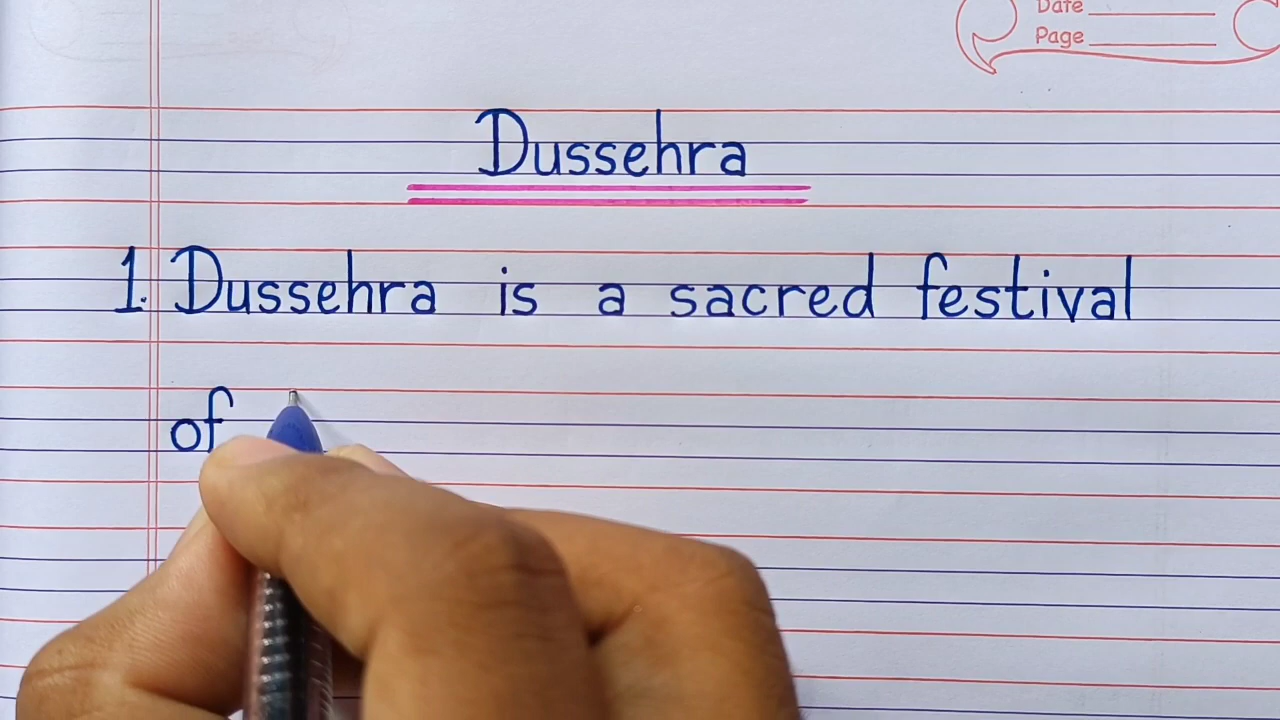 Date
Page
Dussehra
1. Dussehra is a sacred festival
of